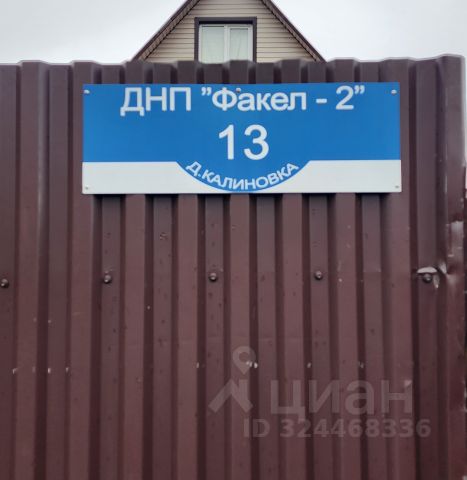 ДНП "Факел - 2"
13
Д.КАЛИНОВКА
циан
ID 324468336